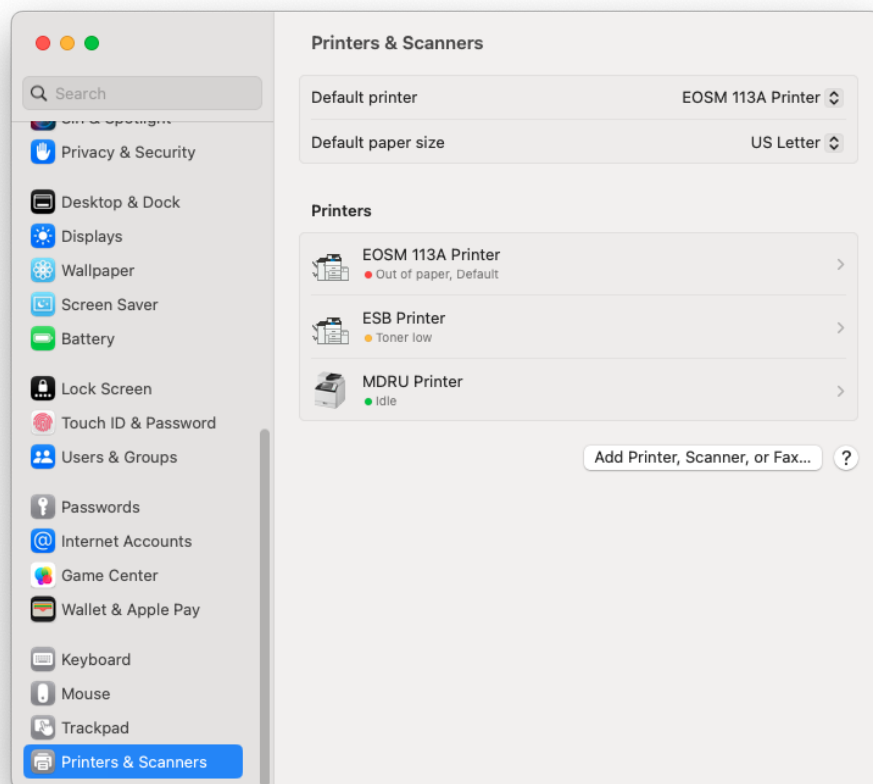 Search
Siri & Spotlight
Privacy & Security
Desktop & Dock
Displays
Wallpaper
Screen Saver
Battery
Lock Screen
Touch ID & Password
Users & Groups
Passwords
Internet Accounts
Game Center
Wallet & Apple Pay
Keyboard
Mouse
Trackpad
Printers & Scanners
Printers & Scanners
Default printer EOSM 113A Printer
Default paper size US Letter
Printers
EOSM 113A Printer
Out of paper, Default
ESB Printer
Toner low
MDRU Printer
Idle
Add Printer, Scanner, or Fax... ?